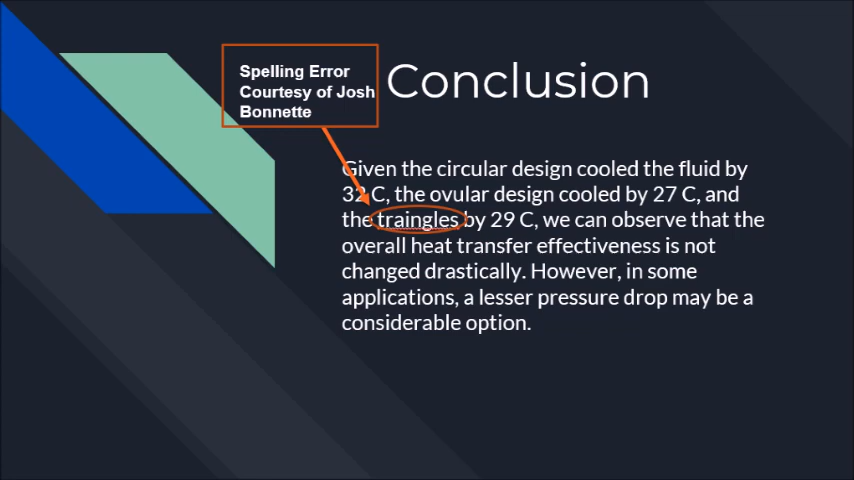 Spelling Error
Courtesy of Josh
Bonnette
Conclusion
Given the circular design cooled the fluid by
32 C, the ovular design cooled by 27 C, and
the traingles by 29 C, we can observe that the
overall heat transfer effectiveness is not
changed drastically. However, in some
applications, a lesser pressure drop may be a
considerable option.